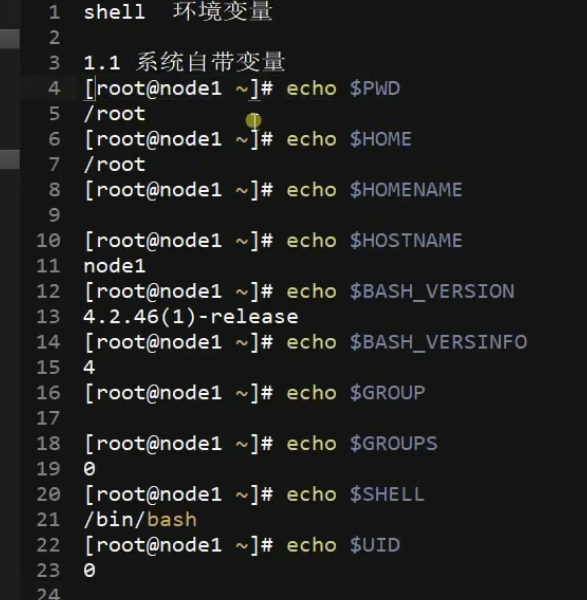 1 shell 环境变量
2
3 1.1 系统自带变量
4 [root@node1 ~]# echo $PWD
5 /root
6 [root@node1 ~]# echo $HOME
7 /root
8 [root@node1 ~]# echo $HOMENAME
9
10 [root@node1 ~]# echo $HOSTNAME
11 node1
12 [root@node1 ~]# echo $BASH_VERSION
13 4.2.46(1)-release
14 [root@node1 ~]# echo $BASH_VERSINFO
15 4
16 [root@node1 ~]# echo $GROUP
17
18 [root@node1 ~]# echo $GROUPS
19 0
20 [root@node1 ~]# echo $SHELL
21 /bin/bash
22 [root@node1 ~]# echo $UID
23 0
24